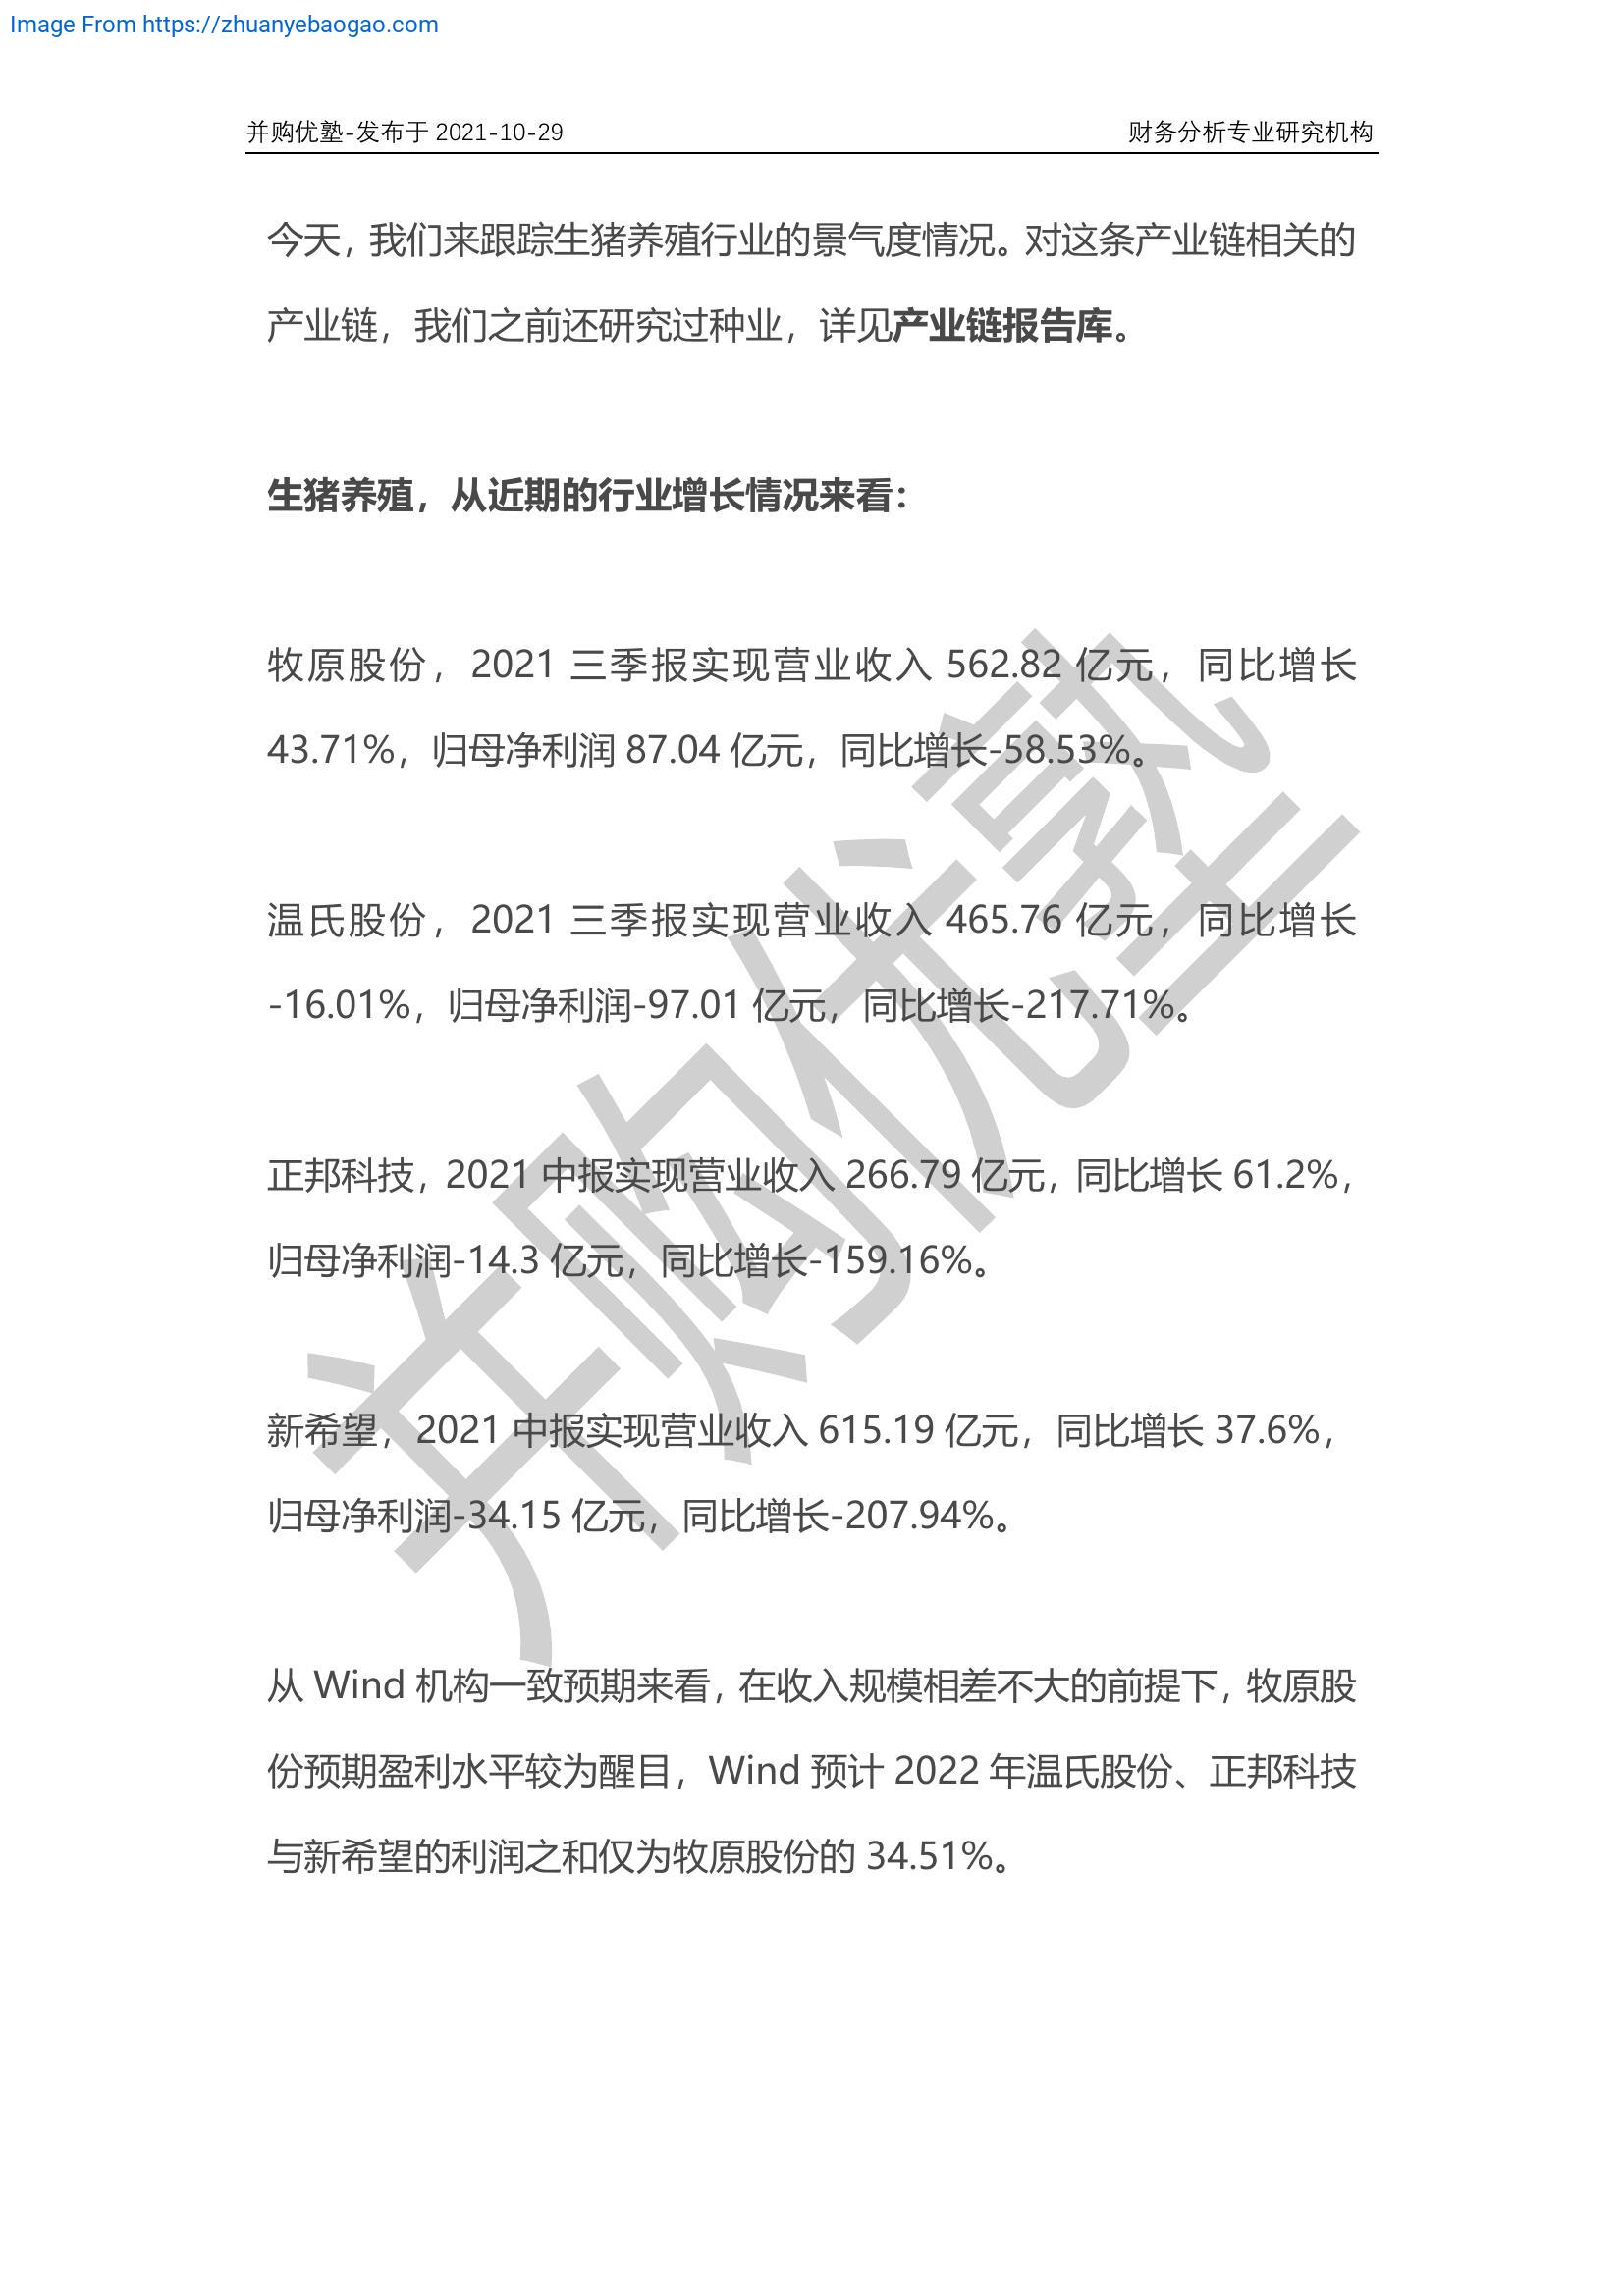 Image From https://zhuanyebaogao.com
并购优塾-发布于 2021-10-29 财务分析专业研究机构
今天，我们来跟踪生猪养殖行业的景气度情况。对这条产业链相关的
产业链，我们之前还研究过种业，详见产业链报告库。
生猪养殖，从近期的行业增长情况来看：
牧原股份，2021 三季报实现营业收入 562.82 亿元，同比增长
43.71%，归母净利润 87.04 亿元，同比增长-58.53%。
温氏股份，2021 三季报实现营业收入 465.76 亿元，同比增长
-16.01%，归母净利润-97.01 亿元，同比增长-217.71%。
正邦科技，2021 中报实现营业收入 266.79 亿元，同比增长 61.2%，
归母净利润-14.3 亿元，同比增长-159.16%。
新希望，2021 中报实现营业收入 615.19 亿元，同比增长 37.6%，
归母净利润-34.15 亿元，同比增长-207.94%。
从 Wind 机构一致预期来看，在收入规模相差不大的前提下，牧原股
份预期盈利水平较为醒目，Wind 预计 2022 年温氏股份、正邦科技
与新希望的利润之和仅为牧原股份的 34.51%。
并购优塾